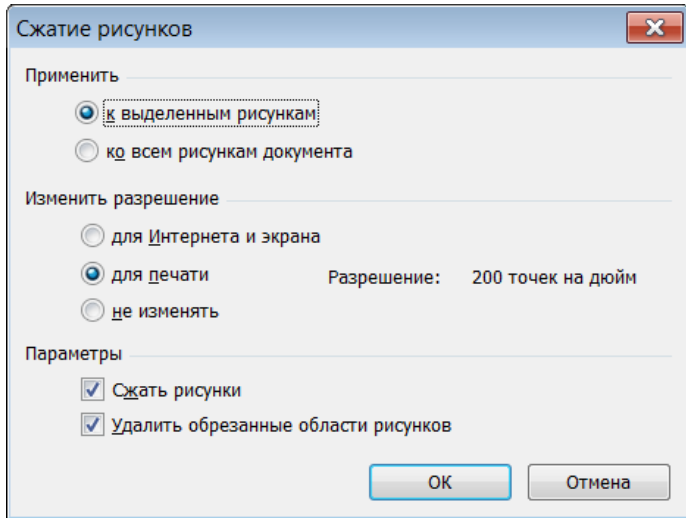 Сжатие рисунков
Применить
к выделенным рисункам
ко всем рисункам документа
Изменить разрешение
для Интернета и экрана
для печати Разрешение: 200 точек на дюйм
не изменять
Параметры
Сжать рисунки
Удалить обрезанные области рисунков
ОК Отмена